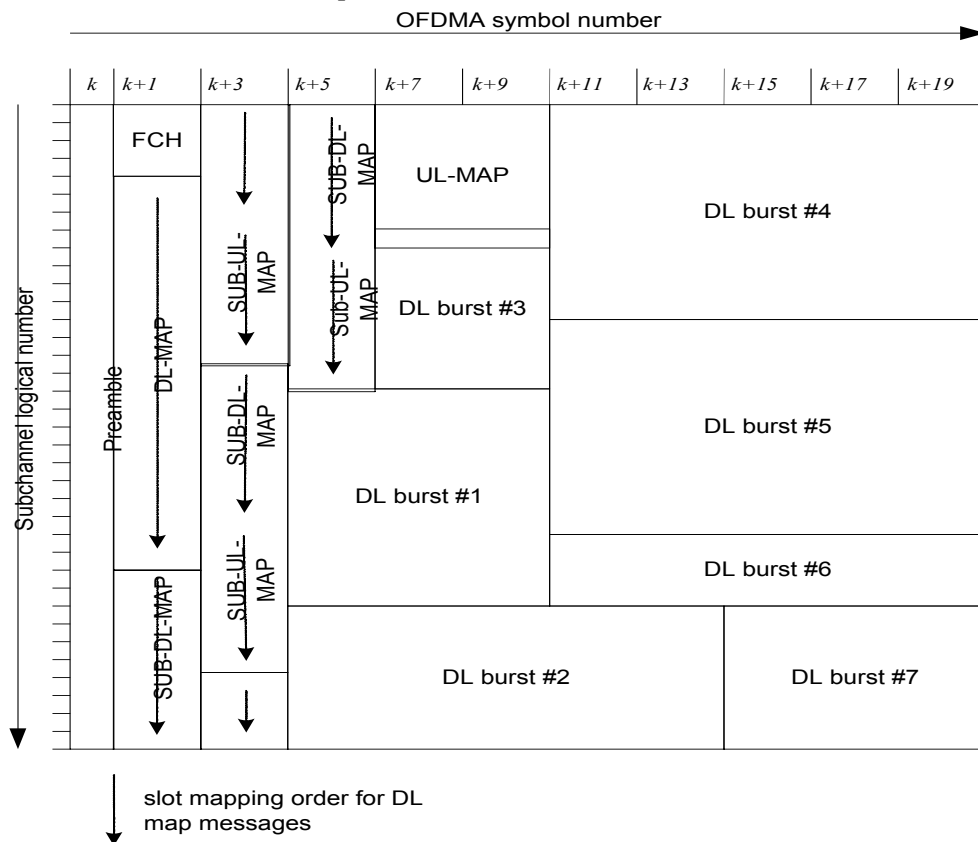 OFDMA symbol number
k k+1 k+3 k+5 k+7 k+9 k+11 k+13 k+15 k+17 k+19
Subchannel logical number
Preamble
FCH
DL-MAP
SUB-DL-MAP
SUB-UL-
MAP
SUB-DL-
MAP
SUB-UL-
MAP
SUB-DL-
MAP
Sub-UL-
MAP
UL-MAP
DL burst #3
DL burst #1
DL burst #2
DL burst #4
DL burst #5
DL burst #6
DL burst #7
slot mapping order for DL
map messages